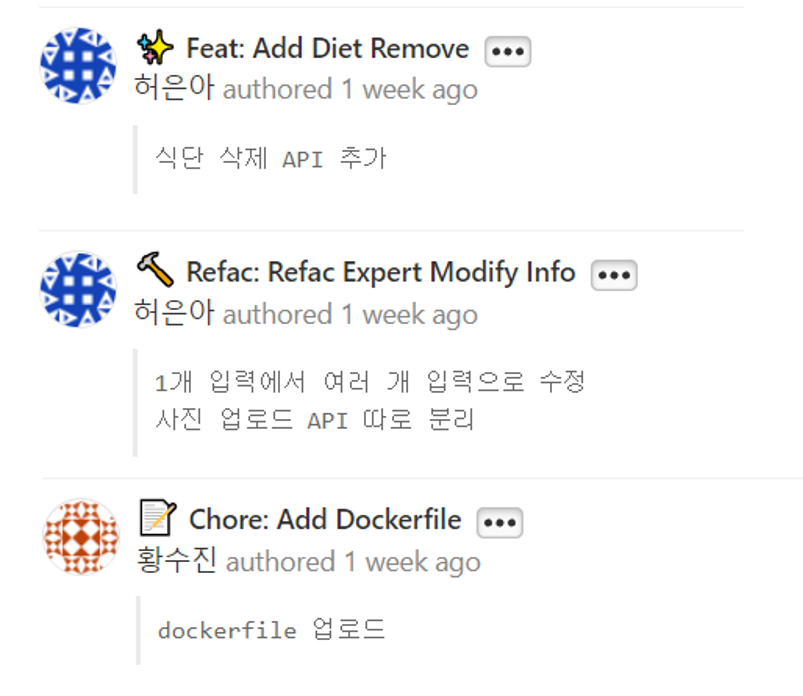 ✨ Feat: Add Diet Remove •••
허은아 authored 1 week ago
식단 삭제 API 추가
🔨 Refac: Refac Expert Modify Info •••
허은아 authored 1 week ago
1개 입력에서 여러 개 입력으로 수정
사진 업로드 API 따로 분리
📝 Chore: Add Dockerfile •••
황수진 authored 1 week ago
dockerfile 업로드